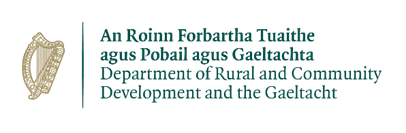 An Roinn Forbartha Tuaithe
agus Pobail agus Gaeltachta
Department of Rural and Community
Development and the Gaeltacht